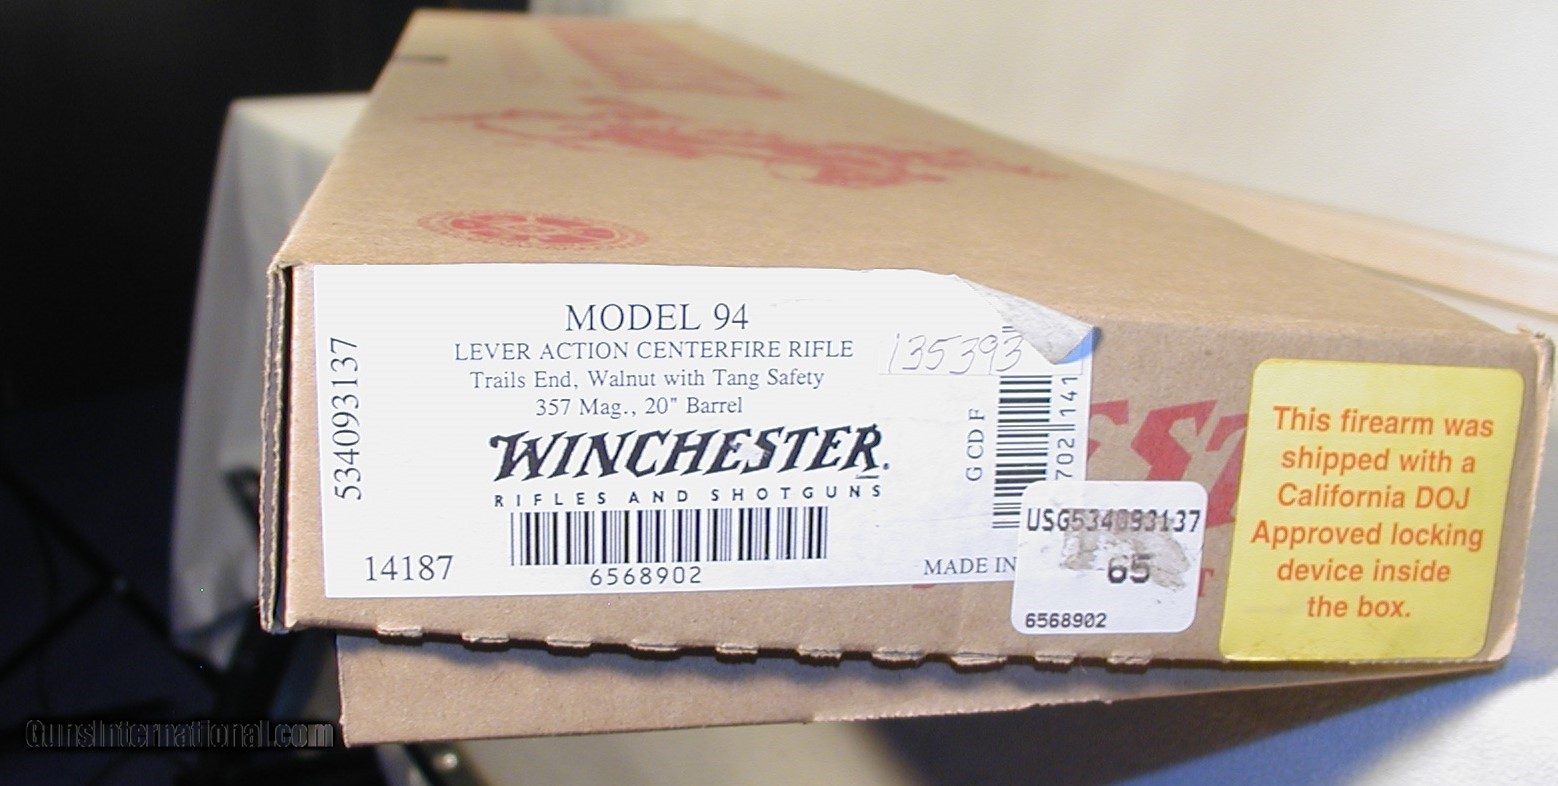 MODEL 94
LEVER ACTION CENTERFIRE RIFLE
Trails End, Walnut with Tang Safety
357 Mag., 20" Barrel
WINCHESTER.
RIFLES AND SHOTGUNS
6568902
14187
534093137
135393
G CD F
702 141
MADE IN
USG534093137
65
6568902
This firearm was
shipped with a
California DOJ
Approved locking
device inside
the box.
GunsInternational.com